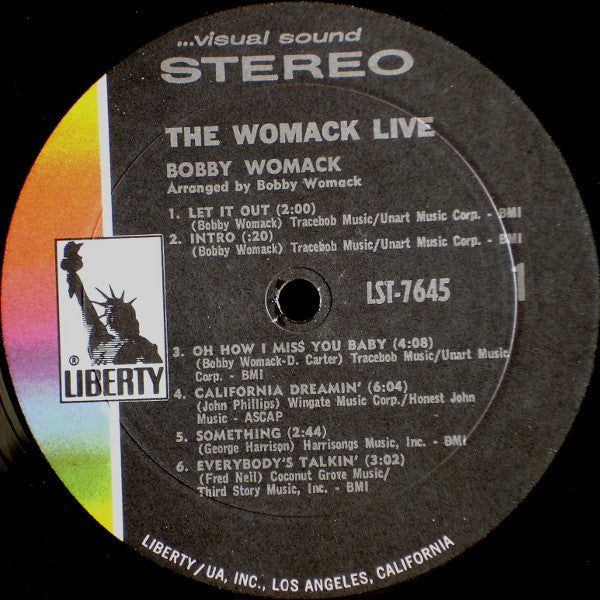 ...visual sound
STEREO
THE WOMACK LIVE
BOBBY WOMACK
Arranged by Bobby Womack
1. LET IT OUT (2:00)
(Bobby Womack) Tracebob Music/Unart Music Corp. - BMI
2. INTRO (:20)
(Bobby Womack) Tracebob Music/Unart Music Corp. - BMI
LST-7645
1
3. OH HOW I MISS YOU BABY (4:08)
(Bobby Womack-D. Carter) Tracebob Music/Unart Music
Corp. - BMI
4. CALIFORNIA DREAMIN' (6:04)
(John Phillips) Wingate Music Corp./Honest John
Music - ASCAP
5. SOMETHING (2:44)
(George Harrison) Harrisongs Music, Inc. - BMI
6. EVERYBODY'S TALKIN' (3:02)
(Fred Neil) Coconut Grove Music/
Third Story Music, Inc. - BMI
®
LIBERTY
LIBERTY/UA, INC., LOS ANGELES, CALIFORNIA